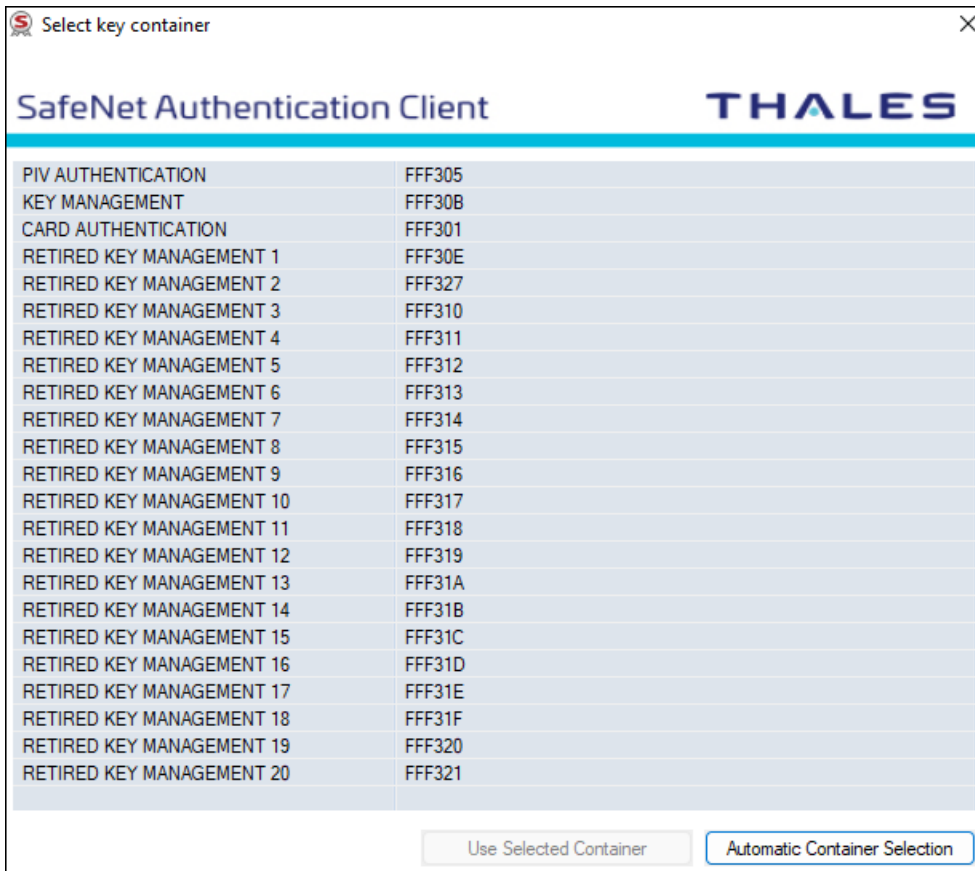 Select key container
SafeNet Authentication Client THALES
PIV AUTHENTICATION FFF305
KEY MANAGEMENT FFF30B
CARD AUTHENTICATION FFF301
RETIRED KEY MANAGEMENT 1 FFF30E
RETIRED KEY MANAGEMENT 2 FFF327
RETIRED KEY MANAGEMENT 3 FFF310
RETIRED KEY MANAGEMENT 4 FFF311
RETIRED KEY MANAGEMENT 5 FFF312
RETIRED KEY MANAGEMENT 6 FFF313
RETIRED KEY MANAGEMENT 7 FFF314
RETIRED KEY MANAGEMENT 8 FFF315
RETIRED KEY MANAGEMENT 9 FFF316
RETIRED KEY MANAGEMENT 10 FFF317
RETIRED KEY MANAGEMENT 11 FFF318
RETIRED KEY MANAGEMENT 12 FFF319
RETIRED KEY MANAGEMENT 13 FFF31A
RETIRED KEY MANAGEMENT 14 FFF31B
RETIRED KEY MANAGEMENT 15 FFF31C
RETIRED KEY MANAGEMENT 16 FFF31D
RETIRED KEY MANAGEMENT 17 FFF31E
RETIRED KEY MANAGEMENT 18 FFF31F
RETIRED KEY MANAGEMENT 19 FFF320
RETIRED KEY MANAGEMENT 20 FFF321
Use Selected Container Automatic Container Selection